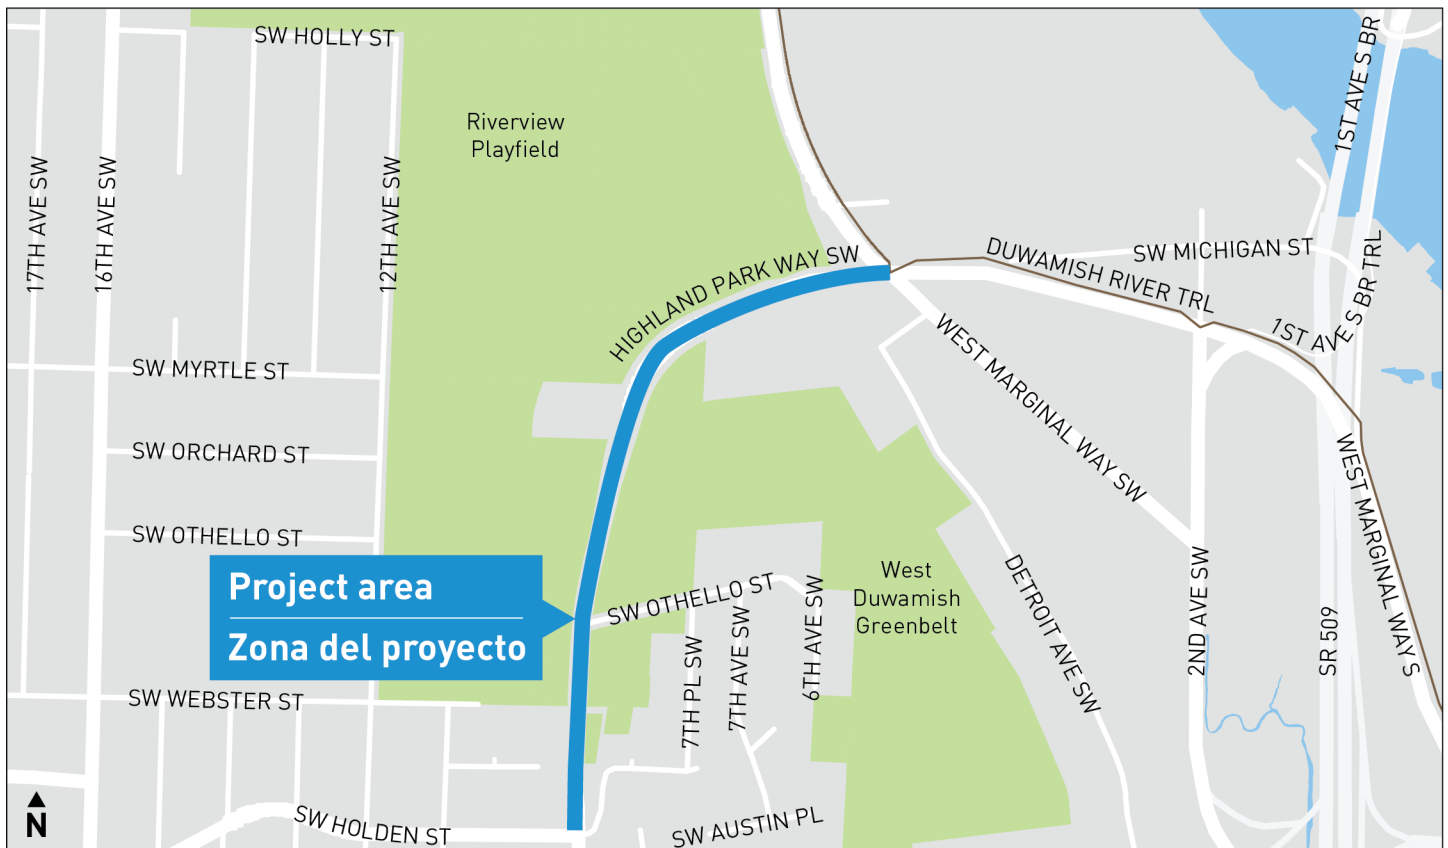 SW HOLLY ST
1ST AVE S BR
Riverview
Playfield
17TH AVE SW
16TH AVE SW
12TH AVE SW
HIGHLAND PARK WAY SW
DUWAMISH RIVER TRL
SW MICHIGAN ST
1ST AVE S BR TRL
WEST MARGINAL WAY SW
SW MYRTLE ST
SW ORCHARD ST
SW OTHELLO ST
Project area
Zona del proyecto
SW OTHELLO ST
West
Duwamish
Greenbelt
7TH PL SW
7TH AVE SW
6TH AVE SW
DETROIT AVE SW
2ND AVE SW
SR 509
WEST MARGINAL WAY S
SW WEBSTER ST
N
SW HOLDEN ST
SW AUSTIN PL